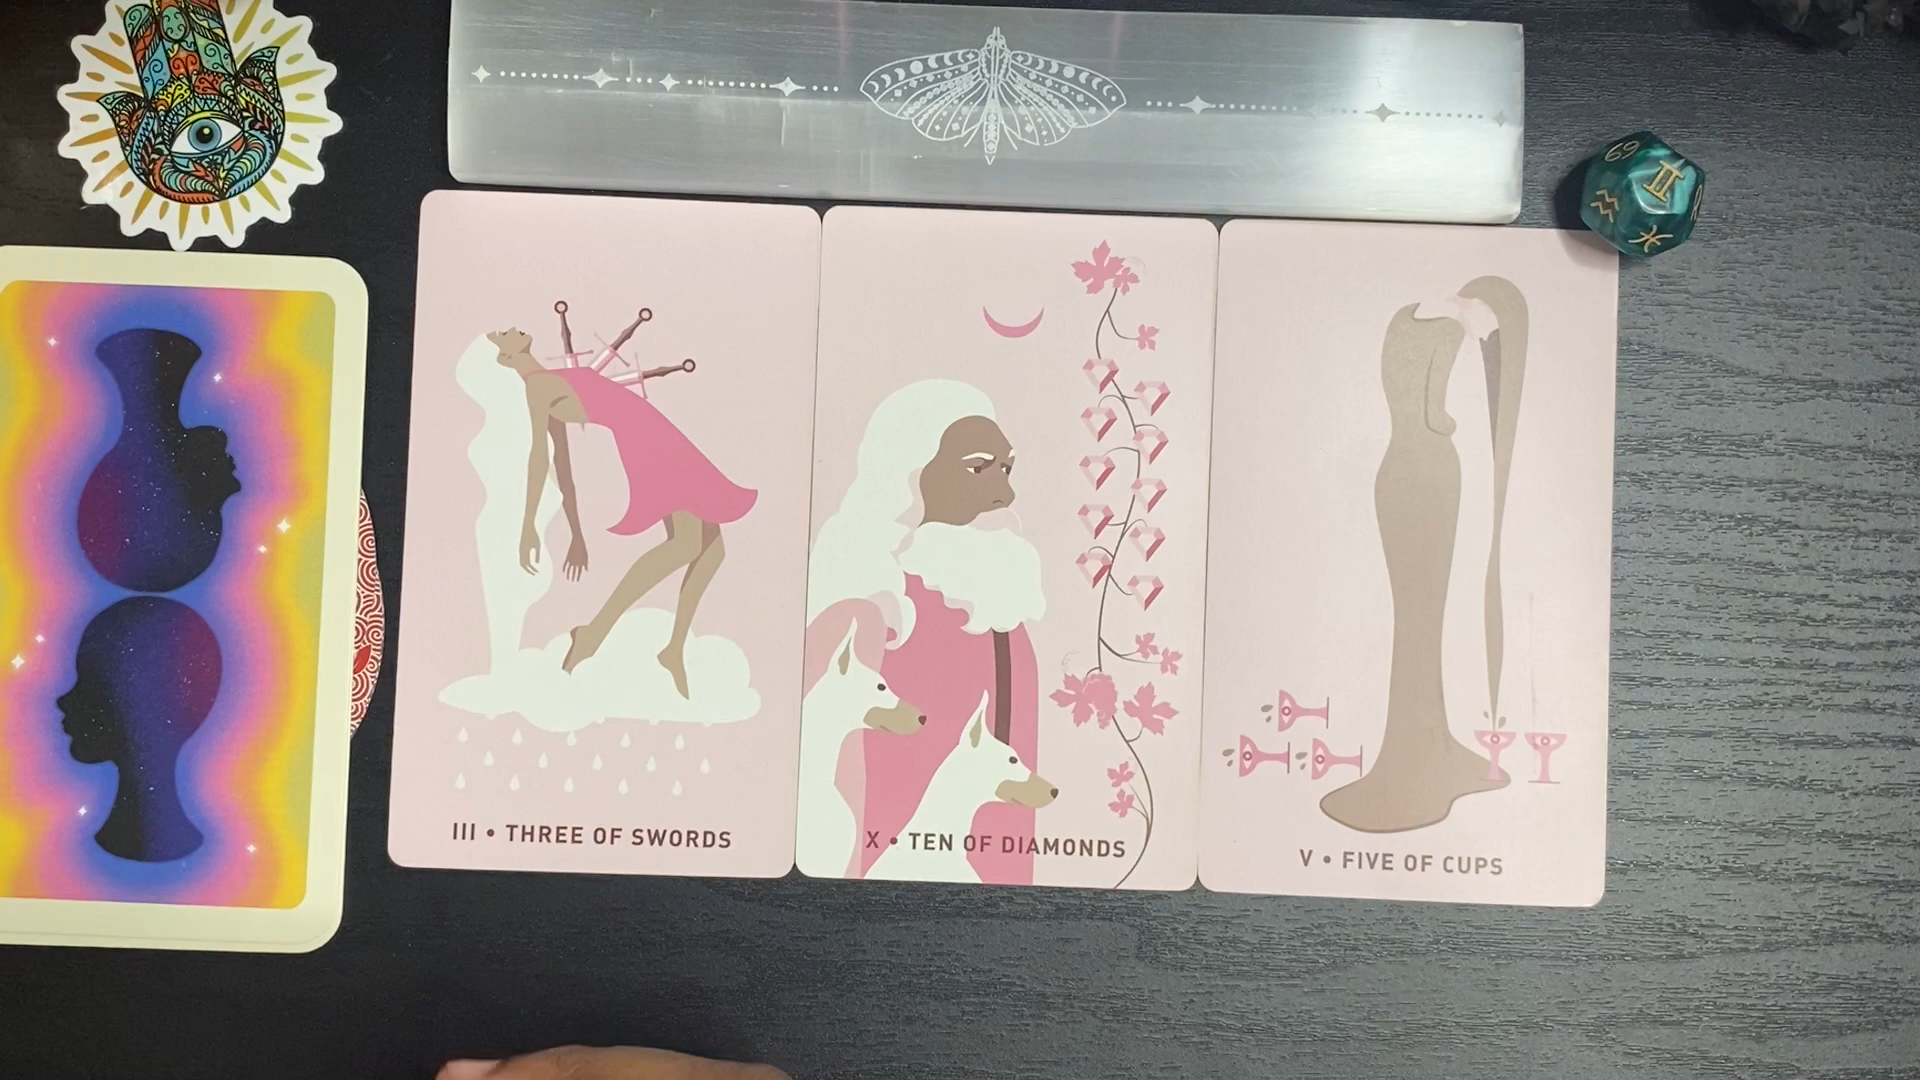 III • THREE OF SWORDS
X • TEN OF DIAMONDS
V • FIVE OF CUPS